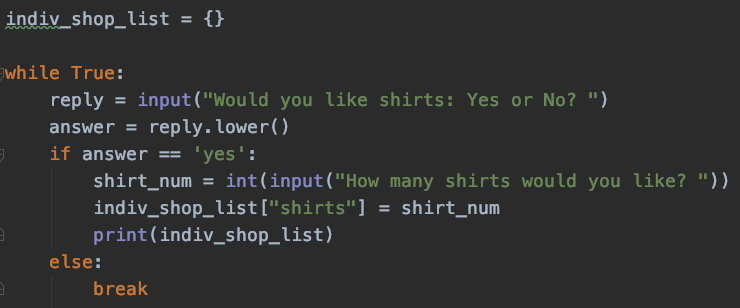 indiv_shop_list = {}
while True:
    reply = input("Would you like shirts: Yes or No? ")
    answer = reply.lower()
    if answer == 'yes':
        shirt_num = int(input("How many shirts would you like? "))
        indiv_shop_list["shirts"] = shirt_num
        print(indiv_shop_list)
    else:
        break